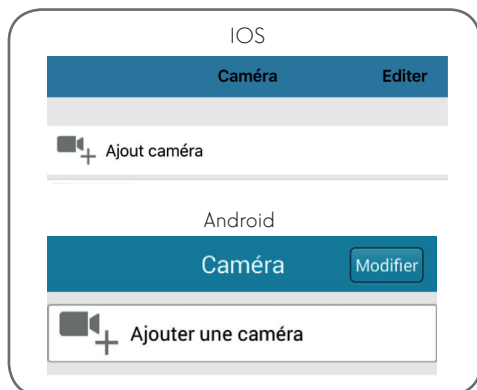 IOS
Caméra Editer
Ajout caméra
Android
Caméra Modifier
Ajouter une caméra